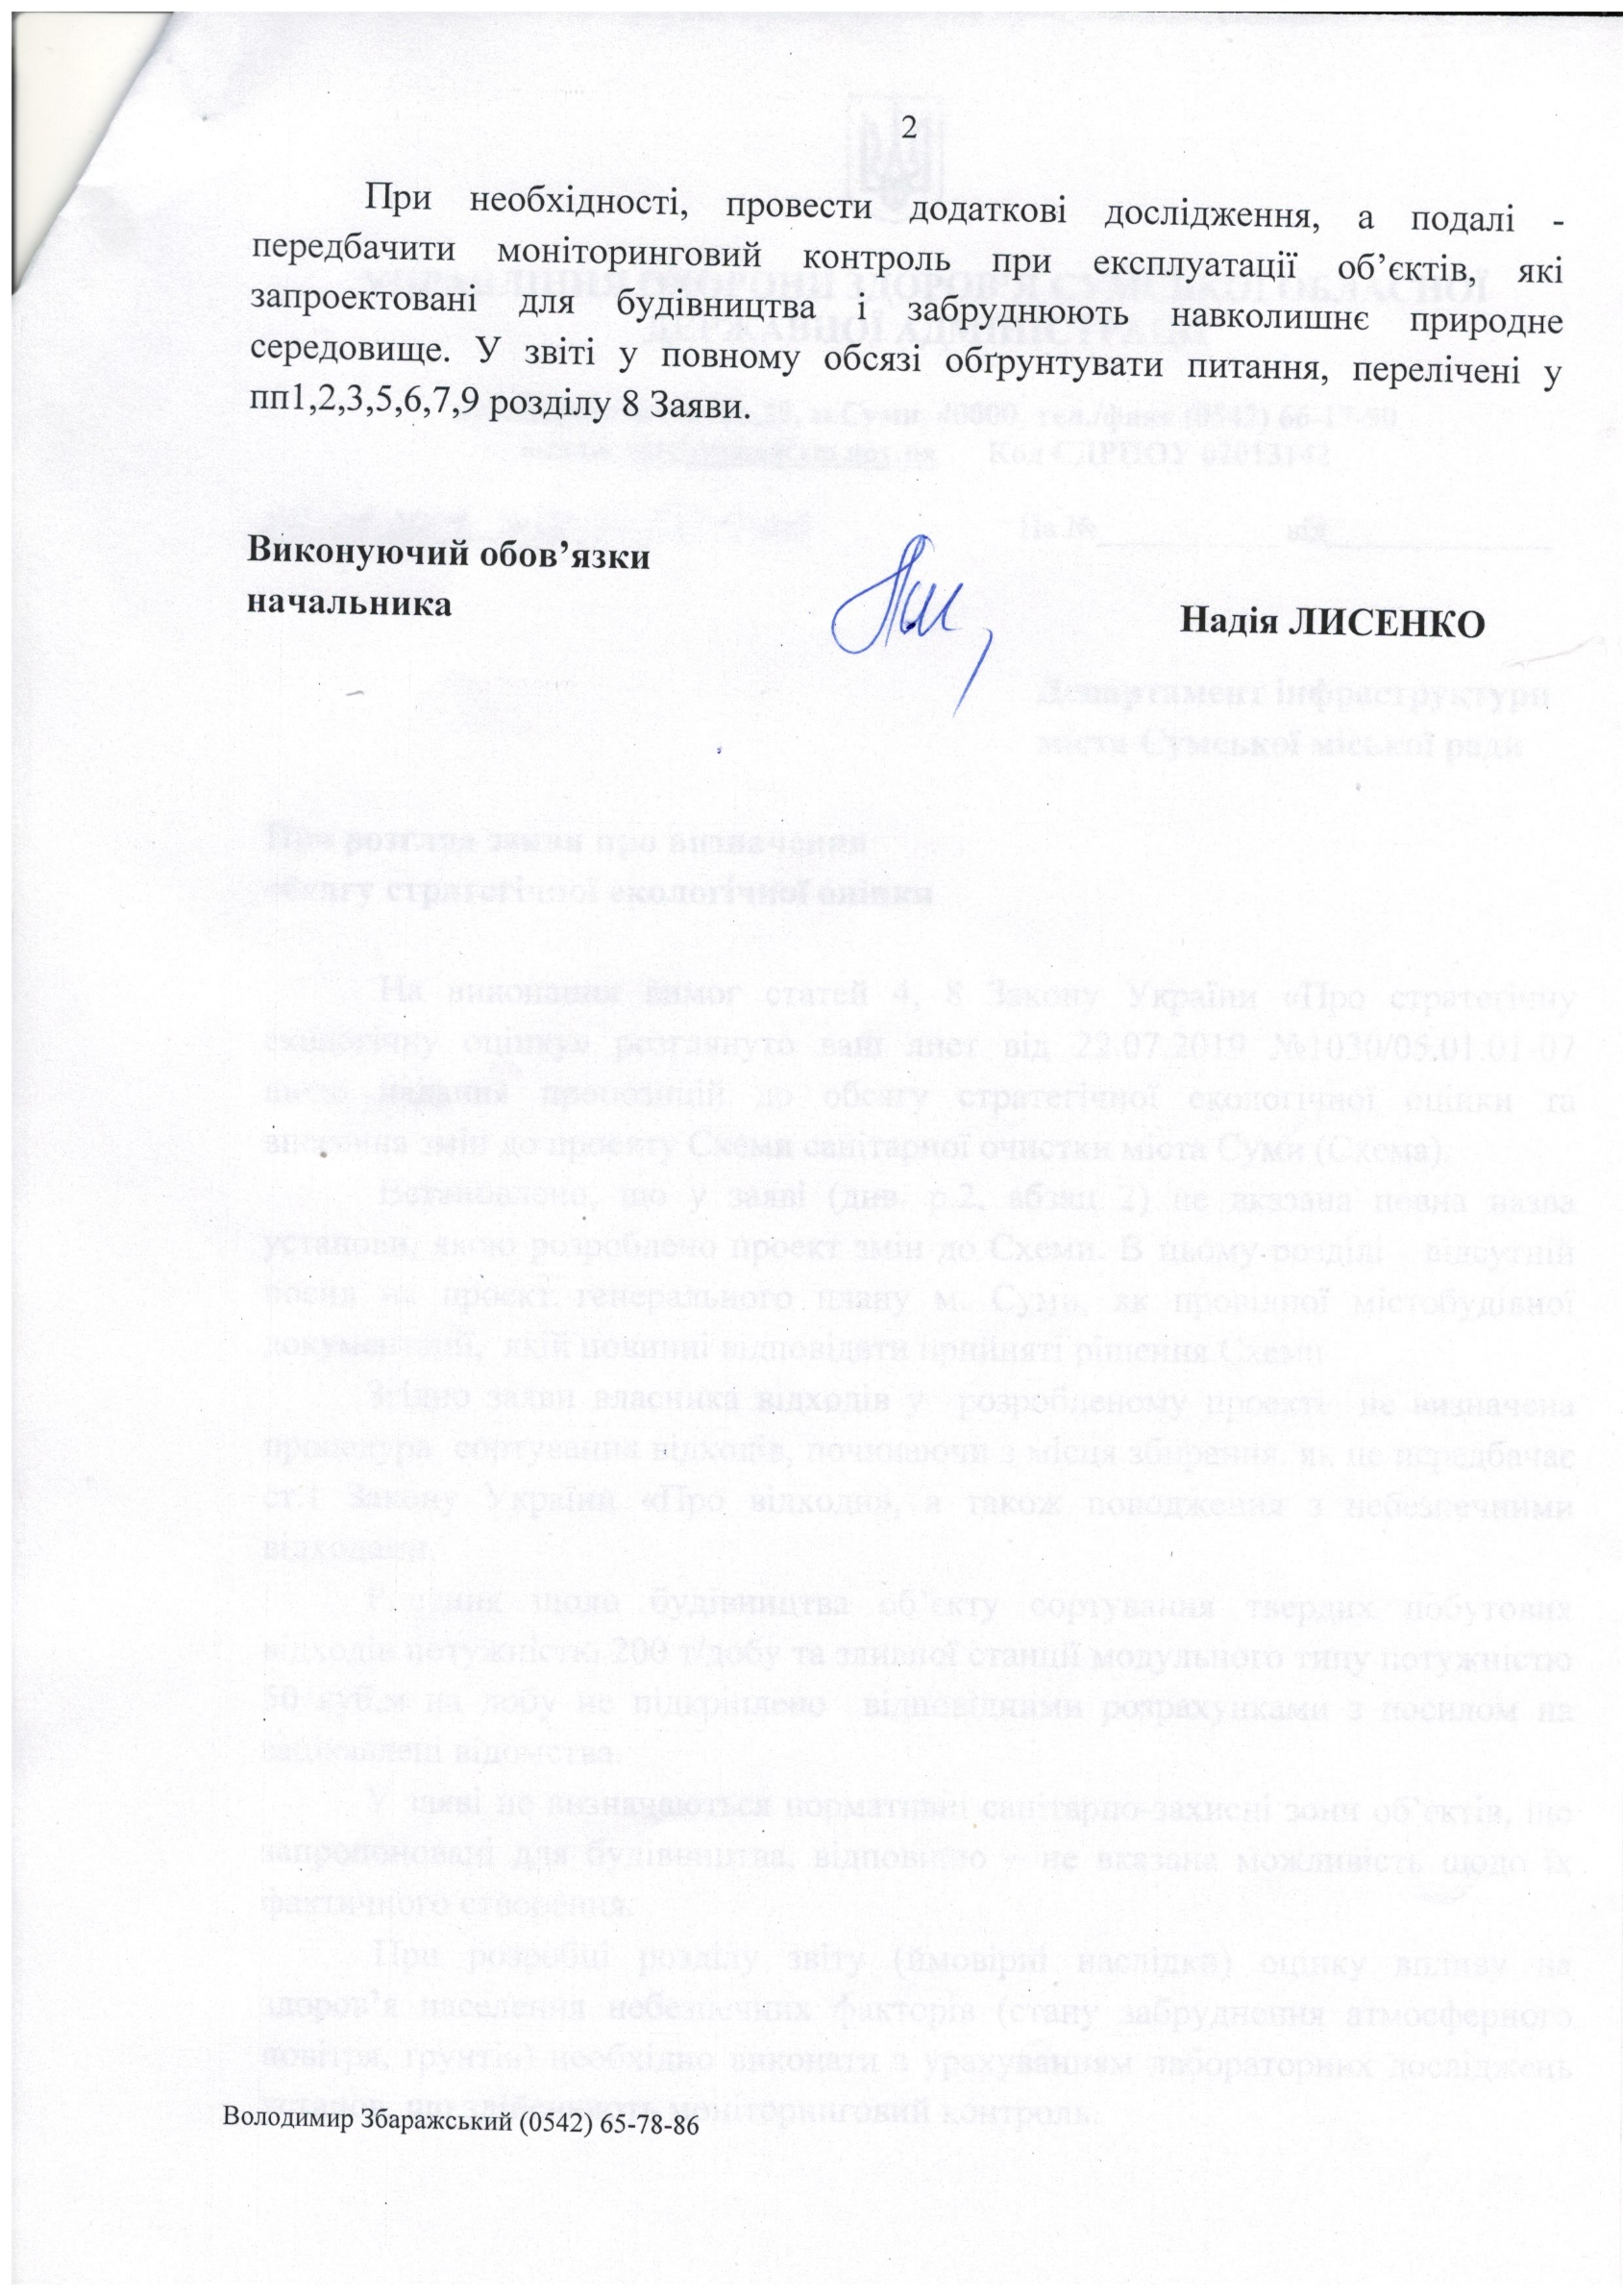 2
При необхідності, провести додаткові дослідження, а подалі -
передбачити моніторинговий контроль при експлуатації об’єктів, які
запроектовані для будівництва і забруднюють навколишнє природне
середовище. У звіті у повному обсязі обґрунтувати питання, перелічені у
пп1,2,3,5,6,7,9 розділу 8 Заяви.
Виконуючий обов’язки
начальника
Надія ЛИСЕНКО
Департамент інфраструктури
міста Сумської міської ради
Про розгляд заяви про визначення
обсягу стратегічної екологічної оцінки
На виконання вимог статей 4, 8 Закону України «Про стратегічну
екологічну оцінку» розглянуто ваш лист від 22.07.2019 №1030/05.01.01-07
надання пропозицій до обсягу стратегічної екологічної оцінки та
внесення змін до проекту Схеми санітарної очистки міста Суми (Схема).
Встановлено, що у заяві (див. р.2, абзац 2) не вказана повна назва
установи, якою розроблено проект змін до Схеми. В цьому розділі відсутній
проект генерального плану м. Суми, як провідної містобудівної
документації, якій повинні відповідати прийняті рішення Схеми
Згідно заяви власника відходів у розробленому проекті не визначена
процедура сортування відходів, починаючи з місця збирання, як це передбачає
ст.1 Закону України «Про відходи», а також поводження з небезпечними
відходами.
щодо будівництва об’єкту сортування твердих побутових
відходів потужністю 200 т/добу та зливної станції модульного типу потужністю
50 куб.м на добу не підкріплено відповідними розрахунками з посилом на
відомства.
У заяві не визначаються нормативні санітарно-захисні зони об’єктів, що
запропоновані для будівництва, відповідно – не вказана можливість щодо їх
фактичного створення.
При розробці розділу звіту (ймовірні наслідки) оцінку впливу на
здоров’я населення небезпечних факторів (стану забруднення атмосферного
повітря, ґрунтів) необхідно виконати з урахуванням лабораторних досліджень
моніторинговий контроль.
Володимир Збаражський (0542) 65-78-86